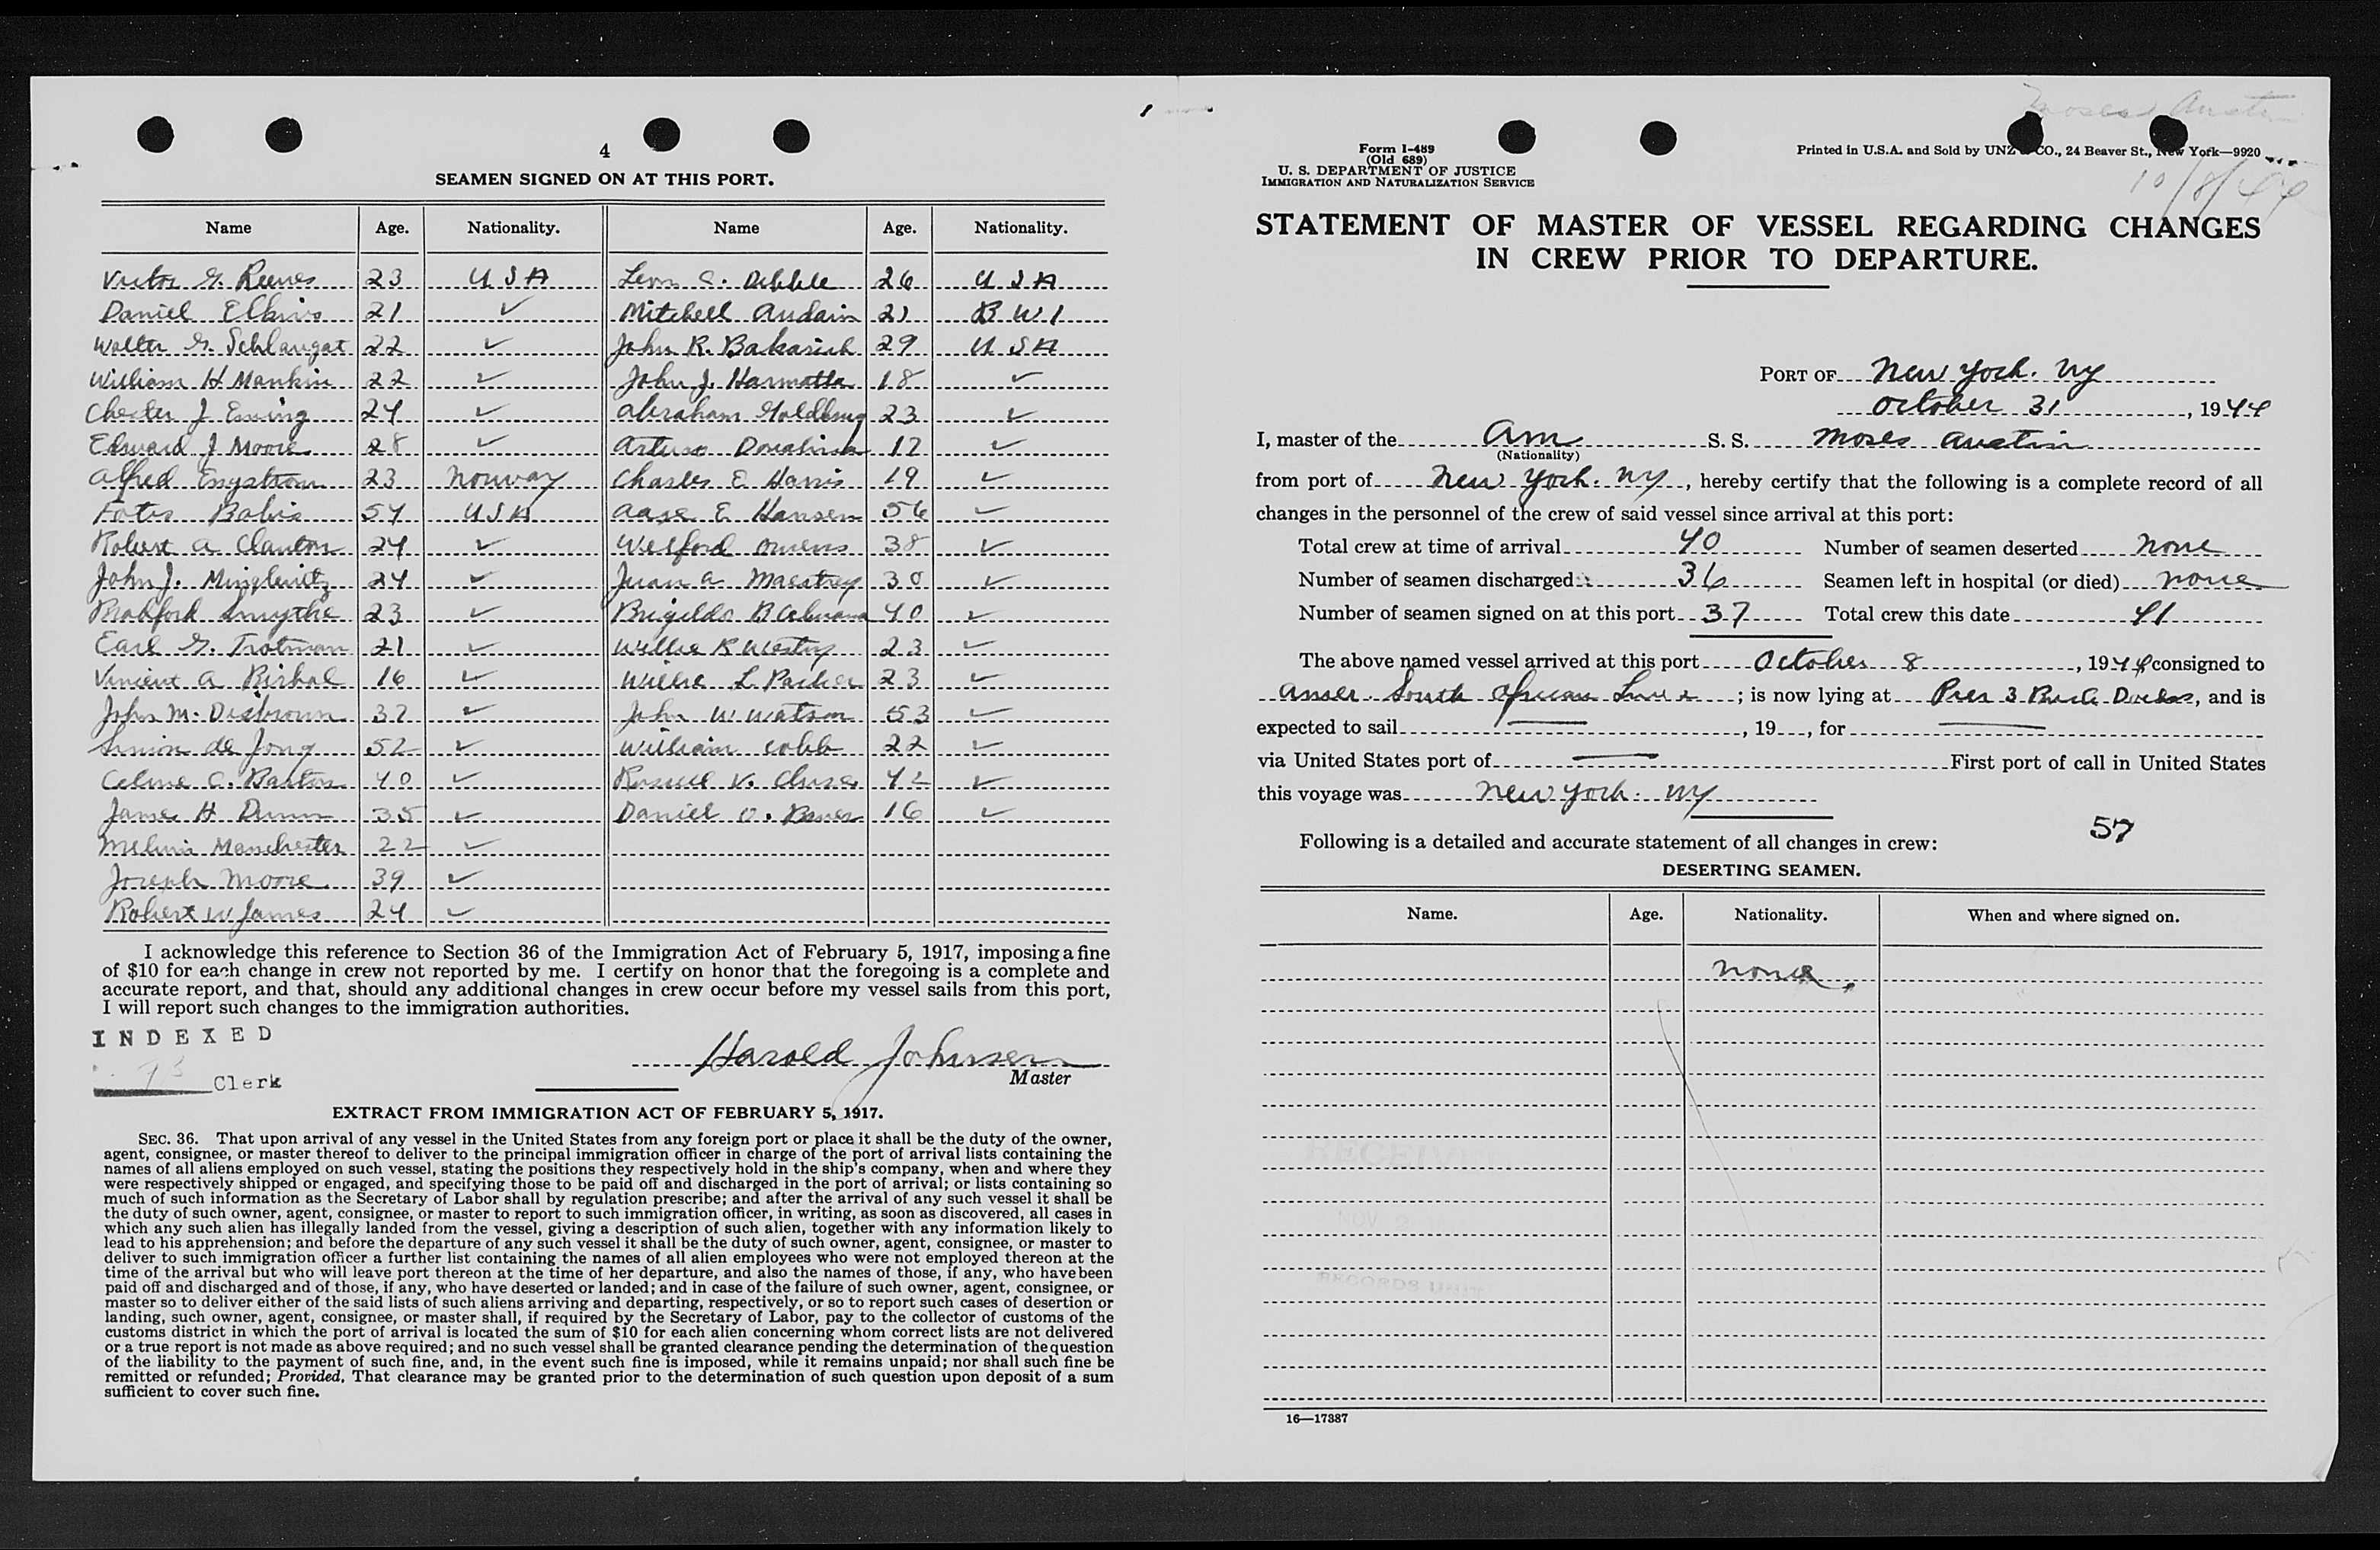 4
SEAMEN SIGNED ON AT THIS PORT.
Name Age. Nationality. Name Age. Nationality.
Victor G. Reeves 23 U S A Leon C. Dibble 26 U S A
Daniel Elkins 21 ✓ Mitchell Audain 21 B W I
Walter G. Schlaugat 22 ✓ John R. Bakarich 29 U S A
William H Mankin 22 ✓ John J. Harmatta 18 ✓
Chester J Ewing 24 ✓ Abraham Goldberg 23 ✓
Edward J Moore 28 ✓ Arturo 17 ✓
Alfred Engstrom 23 Norway Charles E Harris 19 ✓
Fotis Babis 54 U S A Aage E Hansen 56 ✓
Robert A Clanton 24 ✓ Welford Owens 38 ✓
John J. 24 ✓ Juan A Maestrey 30 ✓
Bradford Smythe 23 ✓ 40 ✓
Earl G. Trotman 21 ✓ Willie R 23 ✓
Vincent A 16 ✓ Willie L Parker 23 ✓
John M. Disbrown 37 ✓ John W Watson 53 ✓
Simon de Jong 52 ✓ William Cobb 22 ✓
C. Barton 40 ✓ V. 42 ✓
James H Dunn 35 ✓ Daniel O. 16 ✓
Melvin Manchester 22 ✓
Joseph Moore 39 ✓
Robert W James 24 ✓
I acknowledge this reference to Section 36 of the Immigration Act of February 5, 1917, imposing a fine
of $10 for each change in crew not reported by me. I certify on honor that the foregoing is a complete and
accurate report, and that, should any additional changes in crew occur before my vessel sails from this port,
I will report such changes to the immigration authorities.
INDEXED
Clerk
Harold Johnsen
Master
EXTRACT FROM IMMIGRATION ACT OF FEBRUARY 5, 1917.
SEC. 36. That upon arrival of any vessel in the United States from any foreign port or place it shall be the duty of the owner,
agent, consignee, or master thereof to deliver to the principal immigration officer in charge of the port of arrival lists containing the
names of all aliens employed on such vessel, stating the positions they respectively hold in the ship's company, when and where they
were respectively shipped or engaged, and specifying those to be paid off and discharged in the port of arrival; or lists containing so
much of such information as the Secretary of Labor shall by regulation prescribe; and after the arrival of any such vessel it shall be
the duty of such owner, agent, consignee, or master to report to such immigration officer, in writing, as soon as discovered, all cases in
which any such alien has illegally landed from the vessel, giving a description of such alien, together with any information likely to
lead to his apprehension; and before the departure of any such vessel it shall be the duty of such owner, agent, consignee, or master to
deliver to such immigration officer a further list containing the names of all alien employees who were not employed thereon at the
time of the arrival but who will leave port thereon at the time of her departure, and also the names of those, if any, who have been
paid off and discharged and of those, if any, who have deserted or landed; and in case of the failure of such owner, agent, consignee, or
master so to deliver either of the said lists of such aliens arriving and departing, respectively, or so to report such cases of desertion or
landing, such owner, agent, consignee, or master shall, if required by the Secretary of Labor, pay to the collector of customs of the
customs district in which the port of arrival is located the sum of $10 for each alien concerning whom correct lists are not delivered
or a true report is not made as above required; and no such vessel shall be granted clearance pending the determination of the question
of the liability to the payment of such fine, and, in the event such fine is imposed, while it remains unpaid; nor shall such fine be
remitted or refunded; Provided, That clearance may be granted prior to the determination of such question upon deposit of a sum
sufficient to cover such fine.
Moses Austin
10/8/44
Form I-489
(Old 689)
U. S. DEPARTMENT OF JUSTICE
IMMIGRATION AND NATURALIZATION SERVICE
Printed in U.S.A. and Sold by UNZ & CO., 24 Beaver St., New York—9920
STATEMENT OF MASTER OF VESSEL REGARDING CHANGES
IN CREW PRIOR TO DEPARTURE.
PORT OF New York. NY
October 31, 1944
I, master of the Am S. S. Moses Austin
(Nationality)
from port of New York. NY, hereby certify that the following is a complete record of all
changes in the personnel of the crew of said vessel since arrival at this port:
Total crew at time of arrival 40 Number of seamen deserted none
Number of seamen discharged 36 Seamen left in hospital (or died) none
Number of seamen signed on at this port 37 Total crew this date 41
The above named vessel arrived at this port October 8, 1944 consigned to
Amer. South African Line; is now lying at Pier 3 Bush Docks, and is
expected to sail —, 19 , for —
via United States port of — First port of call in United States
this voyage was New York. NY
57
Following is a detailed and accurate statement of all changes in crew:
DESERTING SEAMEN.
Name. Age. Nationality. When and where signed on.
none
RECEIVED
NOV 2
RECORDS UNIT
16—17387